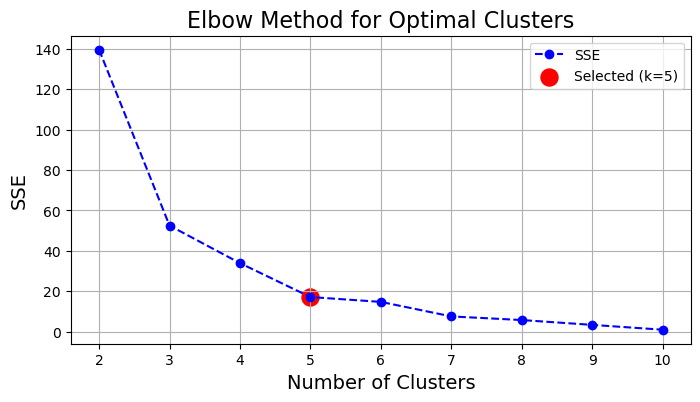 Elbow Method for Optimal Clusters
SSE
Selected (k=5)
SSE
140
120
100
80
60
40
20
0
2 3 4 5 6 7 8 9 10
Number of Clusters